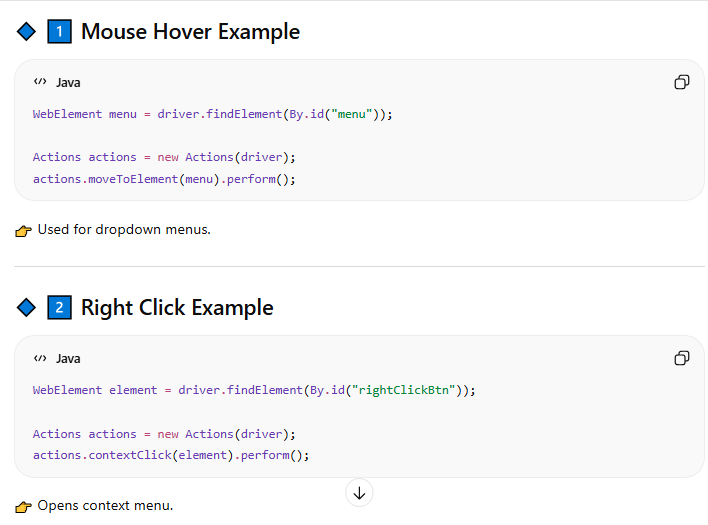 🔷 1️⃣ Mouse Hover Example
</> Java
WebElement menu = driver.findElement(By.id("menu"));
Actions actions = new Actions(driver);
actions.moveToElement(menu).perform();
👉 Used for dropdown menus.
🔷 2️⃣ Right Click Example
</> Java
WebElement element = driver.findElement(By.id("rightClickBtn"));
Actions actions = new Actions(driver);
actions.contextClick(element).perform();
👉 Opens context menu.